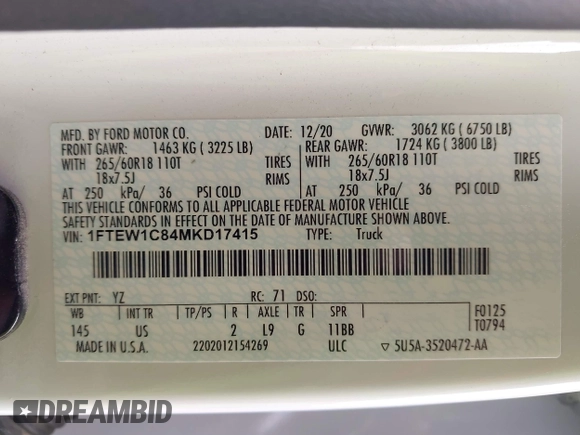 MFD. BY FORD MOTOR CO. DATE: 12/20 GVWR: 3062 KG ( 6750 LB)
FRONT GAWR: 1463 KG ( 3225 LB) REAR GAWR: 1724 KG ( 3800 LB)
WITH 265/60R18 110T TIRES WITH 265/60R18 110T TIRES
18x7.5J RIMS 18x7.5J RIMS
AT 250 kPa/ 36 PSI COLD AT 250 kPa/ 36 PSI COLD
THIS VEHICLE CONFORMS TO ALL APPLICABLE FEDERAL MOTOR VEHICLE
SAFETY STANDARDS IN EFFECT ON THE DATE OF MANUFACTURE SHOWN ABOVE.
VIN: 1FTEW1C84MKD17415 TYPE: Truck
EXT PNT: YZ RC: 71 DSO:
WB INT TR TP/PS R AXLE TR SPR F0125
145 US 2 L9 G 11BB T0794
MADE IN U.S.A. 2202012154269 ULC ▽ 5U5A-3520472-AA
DREAMBID